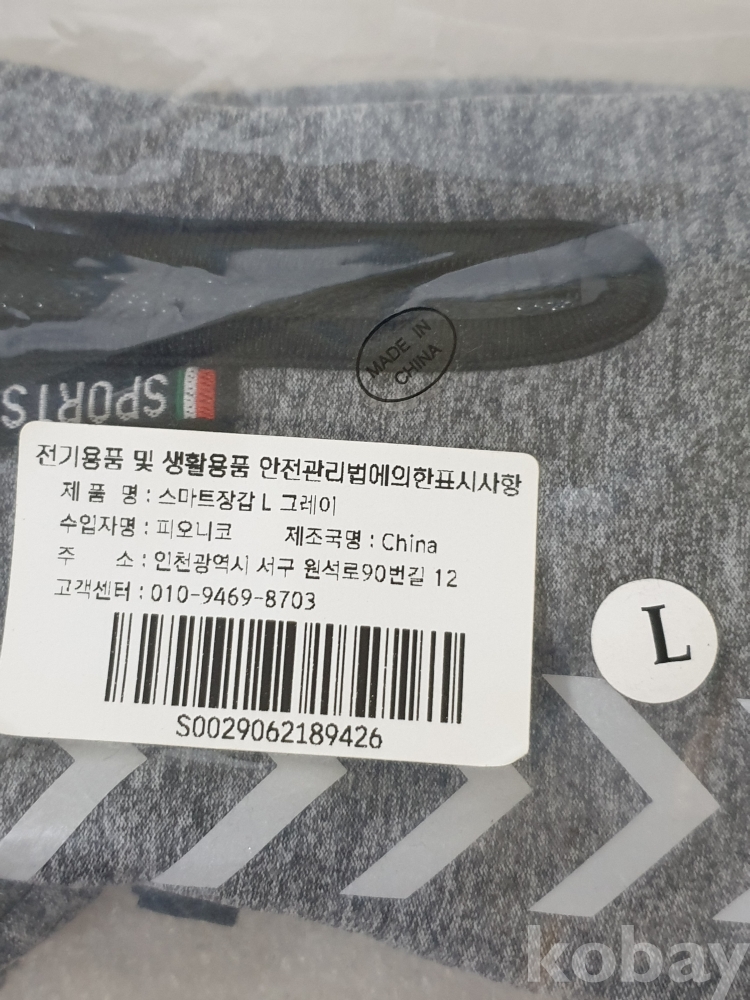 MADE IN
CHINA
SPORTS
전기용품 및 생활용품 안전관리법에의한표시사항
제 품 명 : 스마트장갑 L 그레이
수입자명 : 피오니코 제조국명 : China
주 소 : 인천광역시 서구 원석로90번길 12
고객센터 : 010-9469-8703
S0029062189426
L
kobay